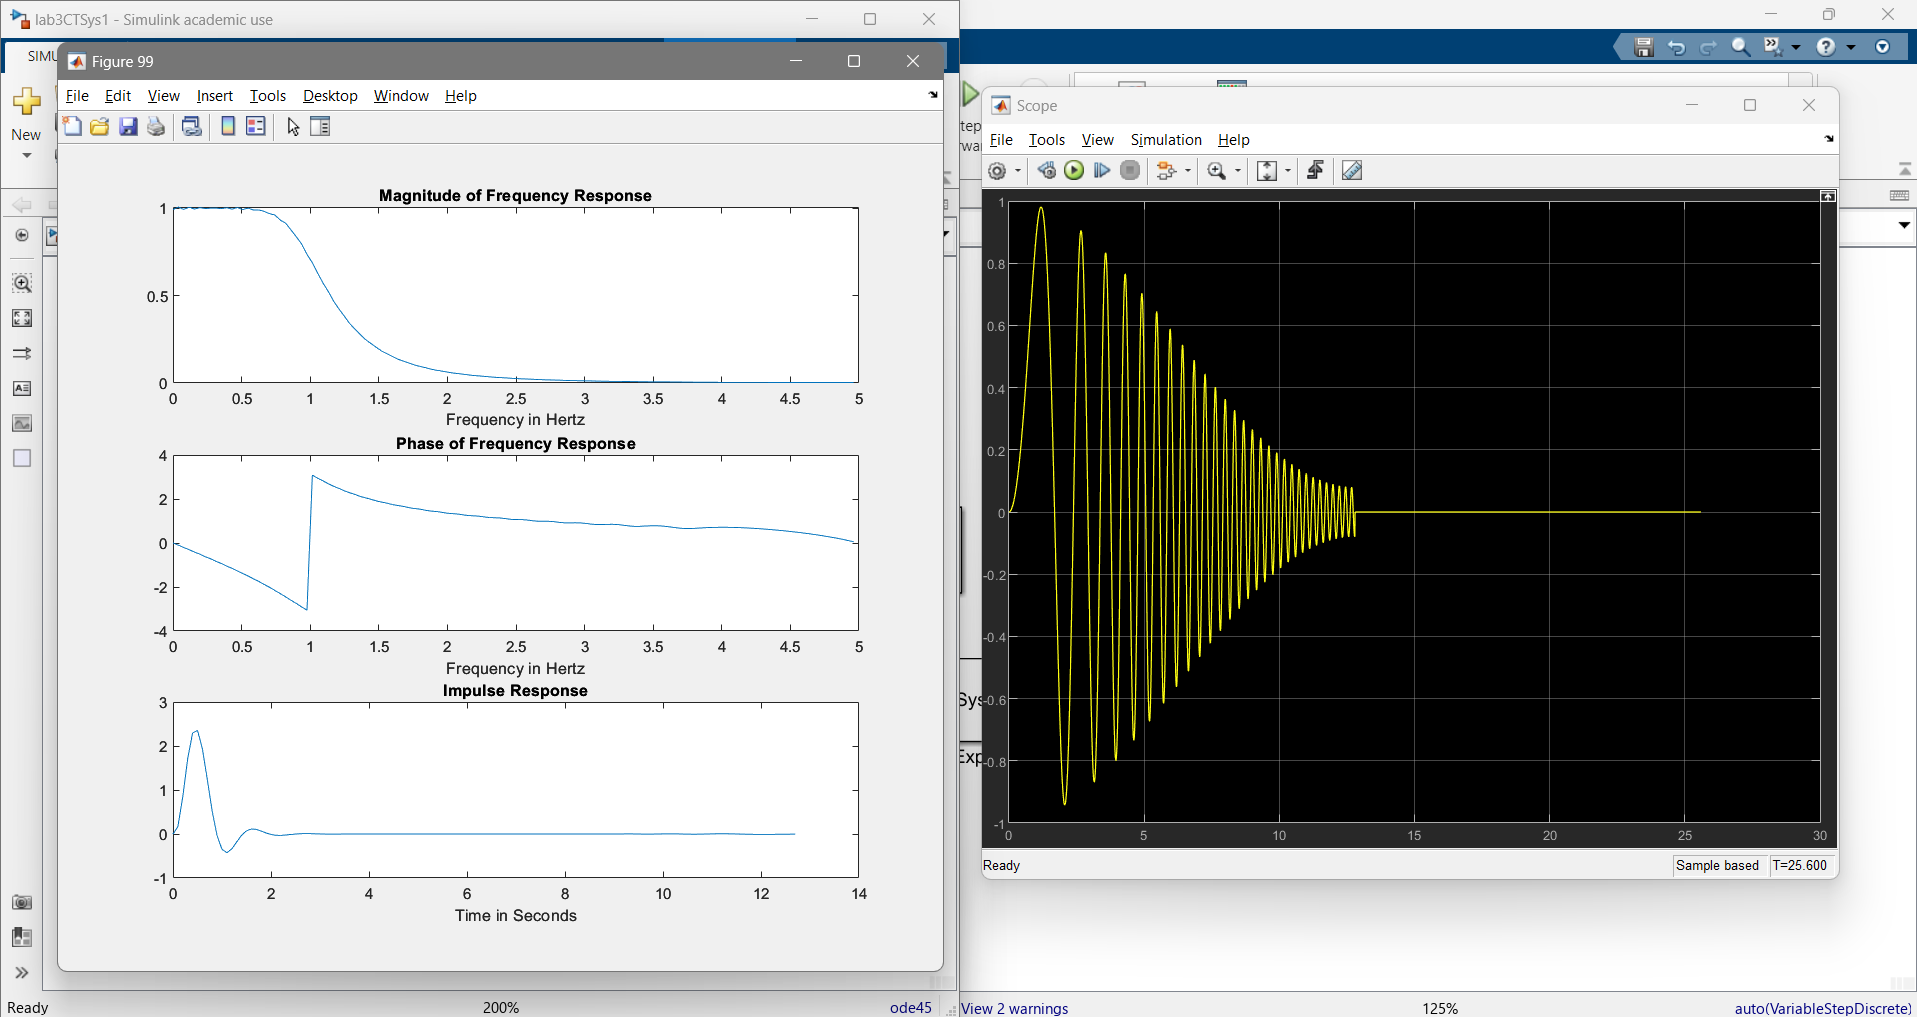 lab3CTSys1 - Simulink academic use
SIMU
Figure 99
File Edit View Insert Tools Desktop Window Help
New
Magnitude of Frequency Response
1
0.5
0
0 0.5 1 1.5 2 2.5 3 3.5 4 4.5 5
Frequency in Hertz
Phase of Frequency Response
4
2
0
-2
-4
0 0.5 1 1.5 2 2.5 3 3.5 4 4.5 5
Frequency in Hertz
Impulse Response
3
2
1
0
-1
0 2 4 6 8 10 12 14
Time in Seconds
Ready 200% ode45
tep
Scope
File Tools View Simulation Help
1
0.8
0.6
0.4
0.2
0
-0.2
-0.4
-0.6
-0.8
-1
0 5 10 15 20 25 30
Sys
Exp
Ready Sample based T=25.600
View 2 warnings 125% auto(VariableStepDiscrete)